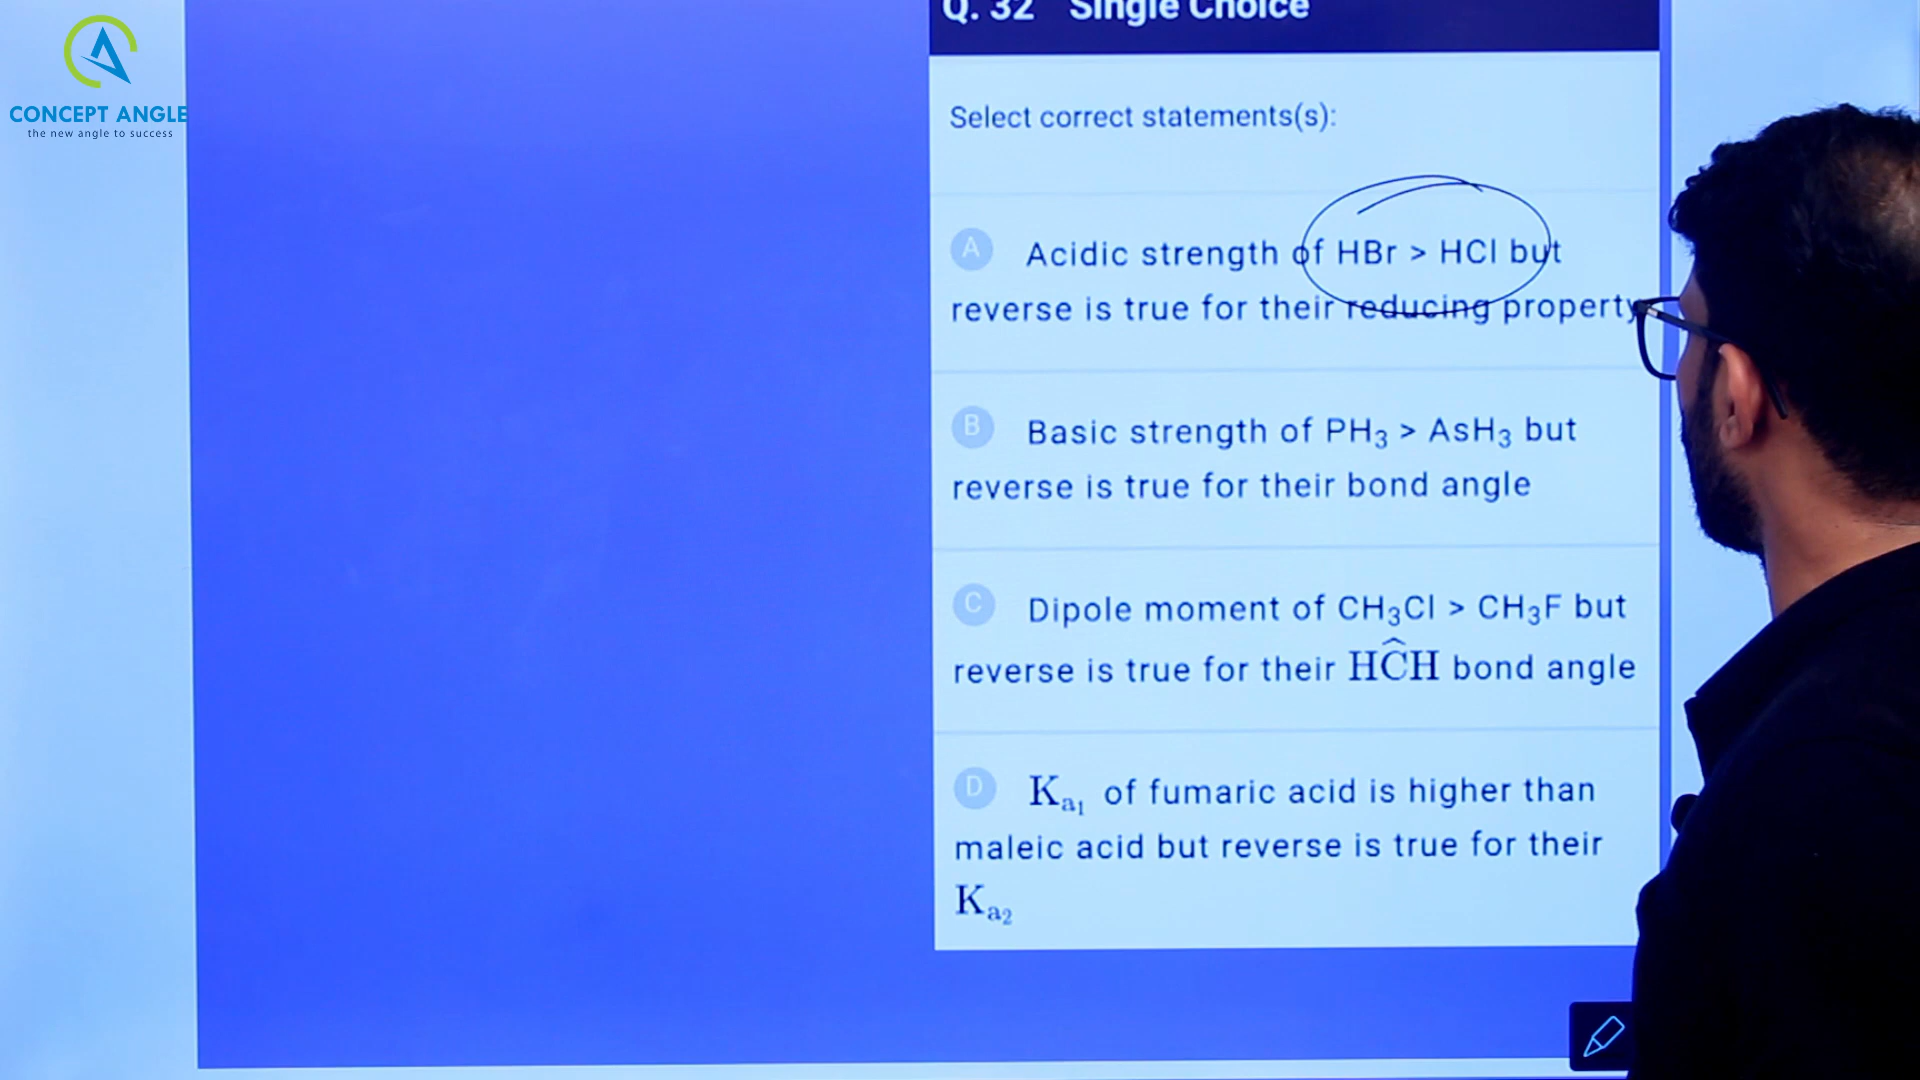 CONCEPT ANGLE
the new angle to success
Q. 32 Single Choice
Select correct statements(s):
A Acidic strength of HBr > HCl but
reverse is true for their reducing property
B Basic strength of PH₃ > AsH₃ but
reverse is true for their bond angle
C Dipole moment of CH₃Cl > CH₃F but
reverse is true for their HĈH bond angle
D Kₐ₁ of fumaric acid is higher than
maleic acid but reverse is true for their
Kₐ₂